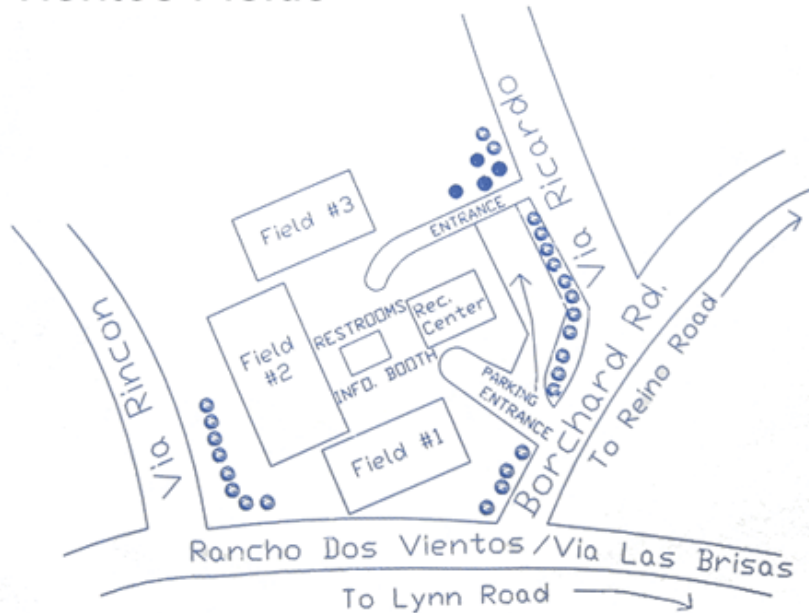 Via Ricardo
ENTRANCE
Field #3
Rec.
Center
RESTROOMS
Field
#2
INFO. BOOTH
PARKING
ENTRANCE
Via Rincon
Field #1
Borchard Rd.
To Reino Road
Rancho Dos Vientos/Via Las Brisas
To Lynn Road